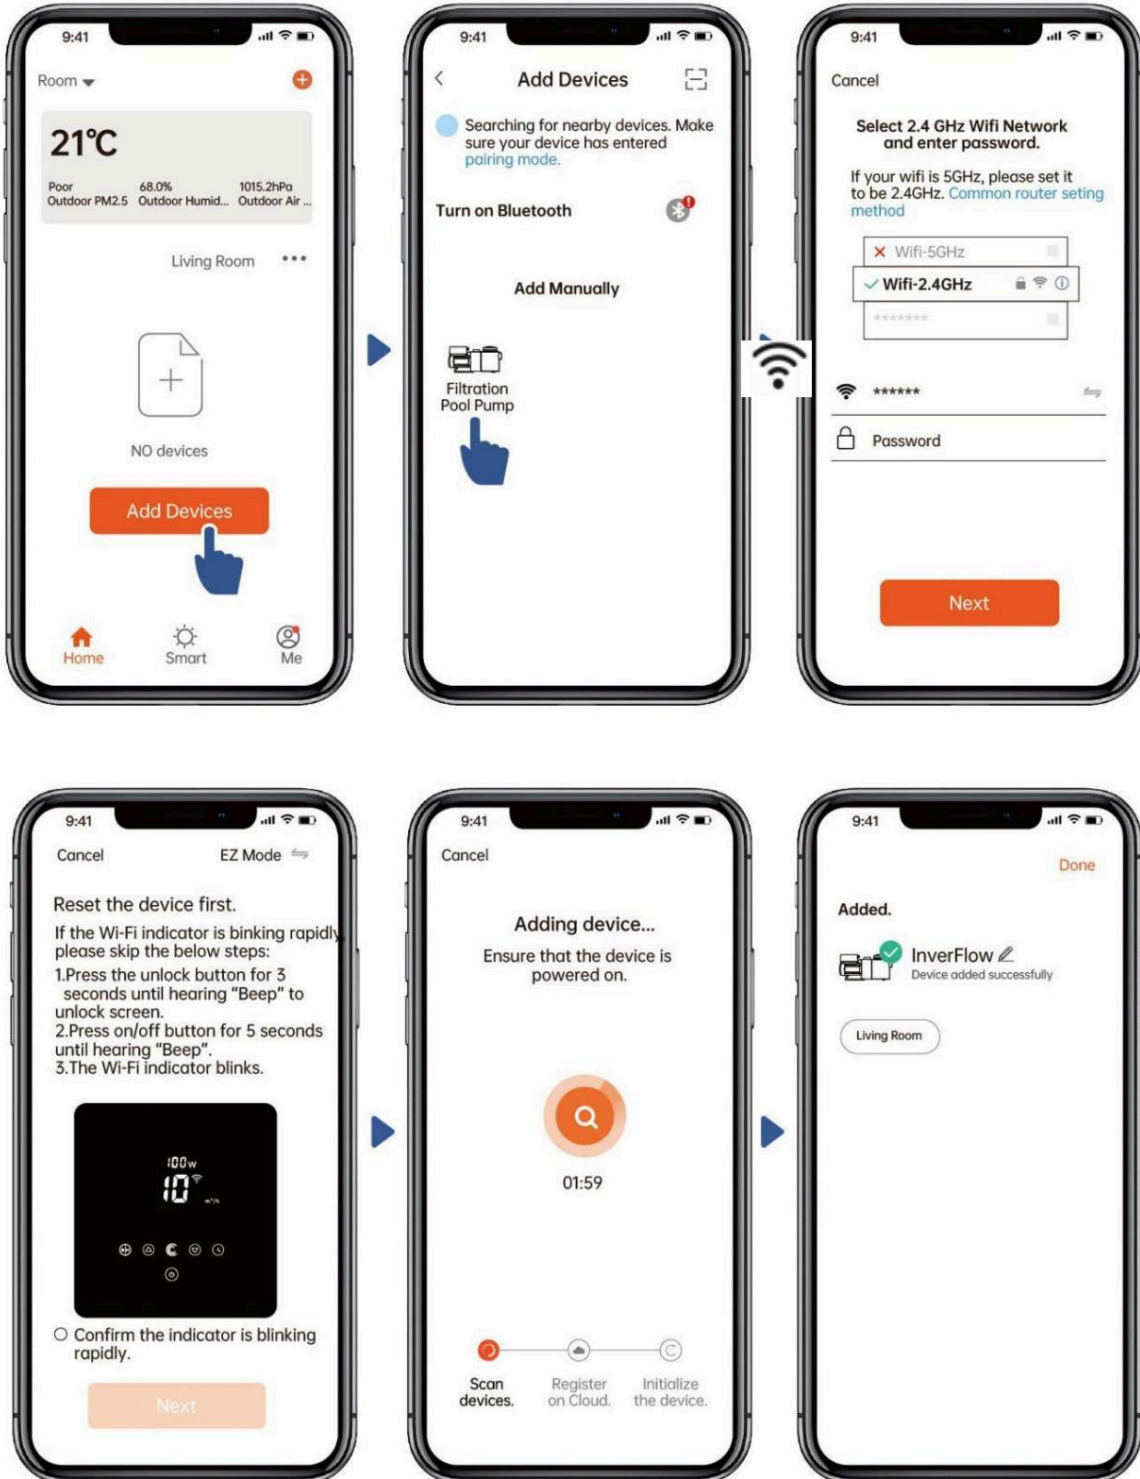 9:41
Room
21℃
Poor 68.0% 1015.2hPa
Outdoor PM2.5 Outdoor Humid... Outdoor Air ...
Living Room
NO devices
Add Devices
Home Smart Me
9:41
Add Devices
Searching for nearby devices. Make
sure your device has entered
pairing mode.
Turn on Bluetooth
Add Manually
Filtration
Pool Pump
9:41
Cancel
Select 2.4 GHz Wifi Network
and enter password.
If your wifi is 5GHz, please set it
to be 2.4GHz. Common router seting
method
Wifi-5GHz
Wifi-2.4GHz
*******
******
Password
Next
9:41
Cancel EZ Mode
Reset the device first.
If the Wi-Fi indicator is binking rapidly,
please skip the below steps:
1.Press the unlock button for 3
seconds until hearing "Beep" to
unlock screen.
2.Press on/off button for 5 seconds
until hearing "Beep".
3.The Wi-Fi indicator blinks.
100w
10
m³/h
Confirm the indicator is blinking
rapidly.
Next
9:41
Cancel
Adding device...
Ensure that the device is
powered on.
01:59
Scan Register Initialize
devices. on Cloud. the device.
9:41
Done
Added.
InverFlow
Device added successfully
Living Room